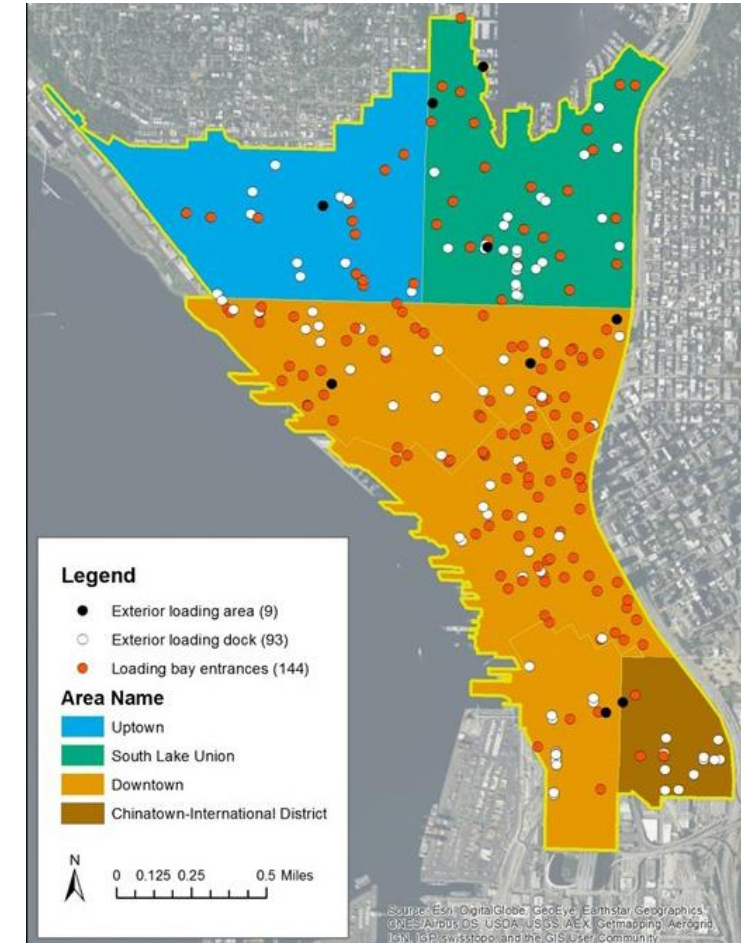 Legend
Exterior loading area (9)
Exterior loading dock (93)
Loading bay entrances (144)
Area Name
Uptown
South Lake Union
Downtown
Chinatown-International District
N
0 0.125 0.25 0.5 Miles
Source: Esri, DigitalGlobe, GeoEye, Earthstar Geographics,
CNES/Airbus DS, USDA, USGS, AEX, Getmapping, Aerogrid,
IGN, IGP, swisstopo, and the GIS User Community